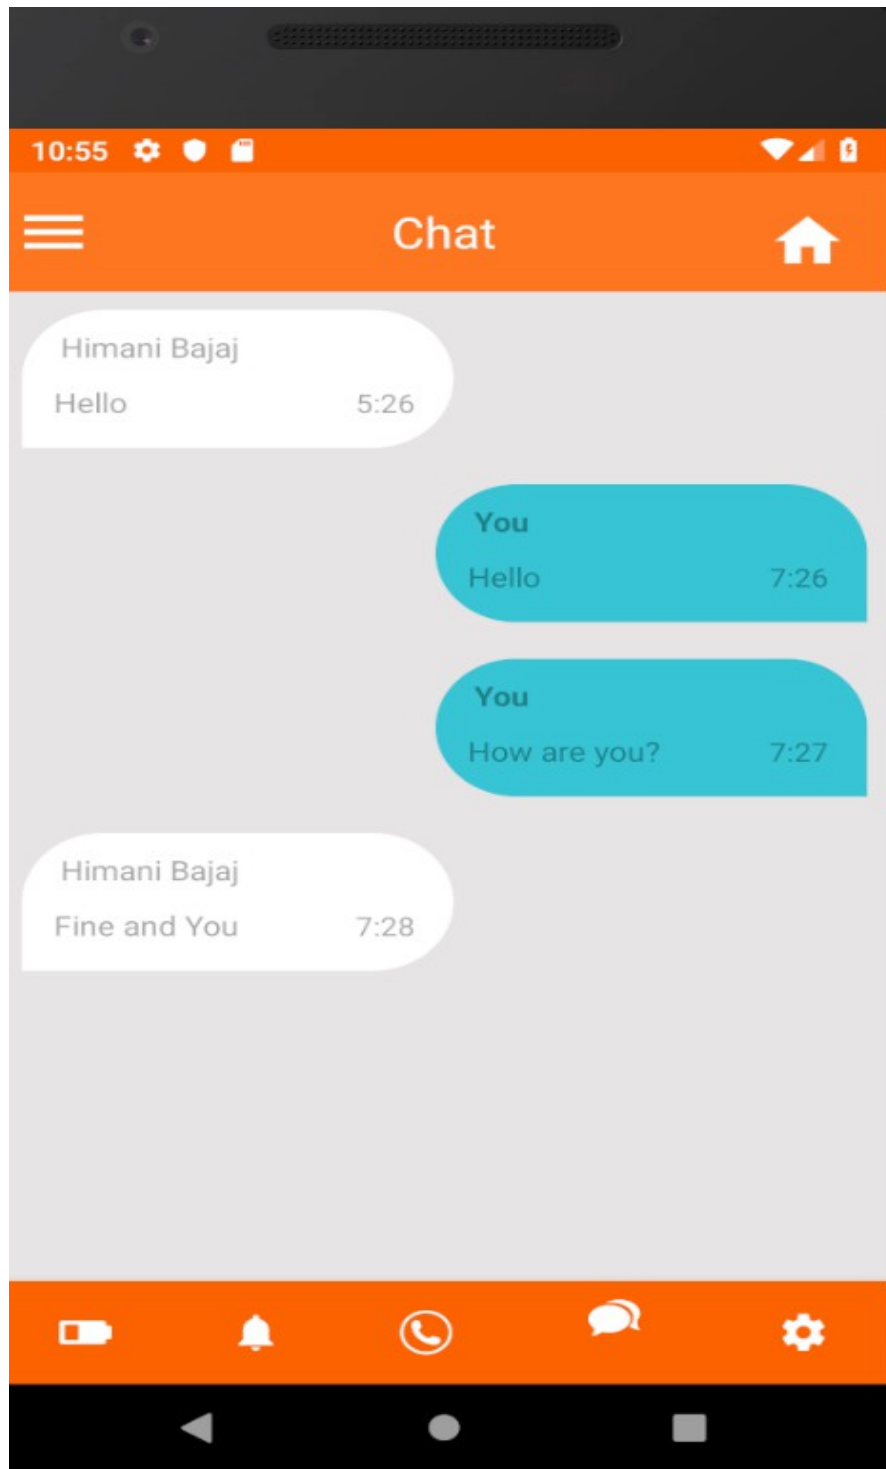 10:55
Chat
Himani Bajaj
Hello 5:26
You
Hello 7:26
You
How are you? 7:27
Himani Bajaj
Fine and You 7:28